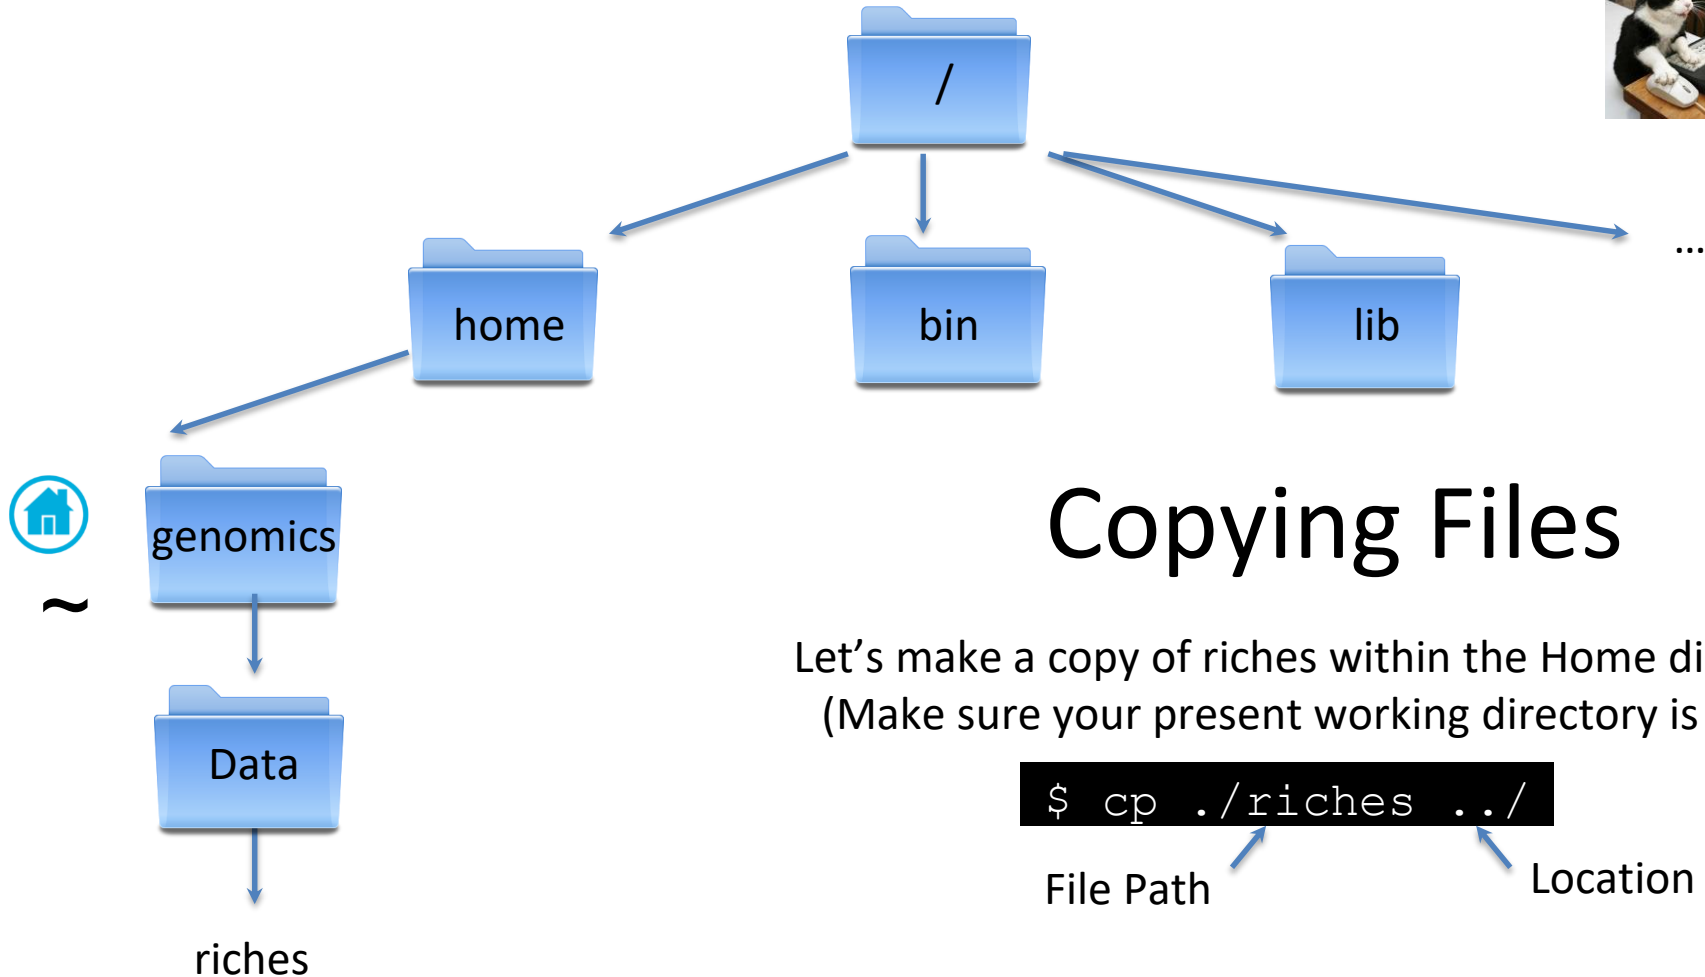 /
home
bin
lib
...
genomics
~
Data
riches
Copying Files
Let’s make a copy of riches within the Home di
(Make sure your present working directory is
$ cp ./riches ../
File Path
Location